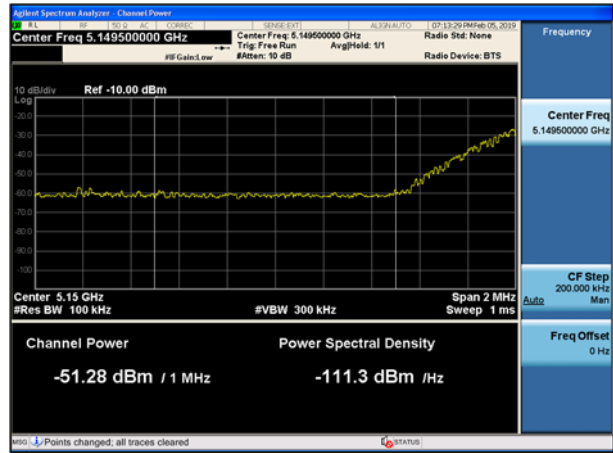 Agilent Spectrum Analyzer - Channel Power
RL RF 50 Ω AC CORREC SENSE:EXT ALIGN AUTO 07:13:29 PM Feb 05, 2019
Center Freq 5.149500000 GHz
Center Freq: 5.149500000 GHz
Radio Std: None
Trig: Free Run Avg|Hold: 1/1
#IFGain:Low
#Atten: 10 dB
Radio Device: BTS
10 dB/div Ref -10.00 dBm
Log
-20.0
-30.0
-40.0
-50.0
-60.0
-70.0
-80.0
-90.0
-100
Center 5.15 GHz
Span 2 MHz
#Res BW 100 kHz
#VBW 300 kHz
Sweep 1 ms
Channel Power
Power Spectral Density
-51.28 dBm / 1 MHz
-111.3 dBm /Hz
MSG Points changed; all traces cleared
STATUS
Frequency
Center Freq
5.149500000 GHz
CF Step
200.000 kHz
Auto Man
Freq Offset
0 Hz